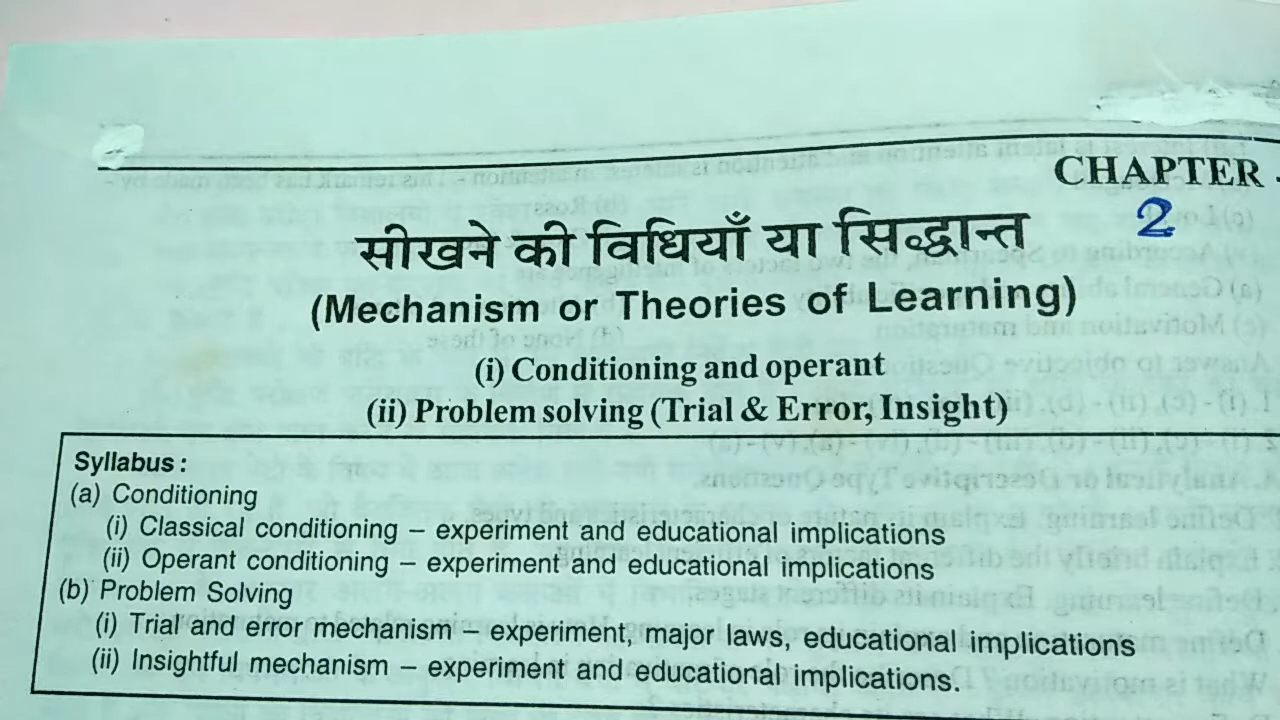 CHAPTER -
2
सीखने की विधियाँ या सिद्धान्त
(Mechanism or Theories of Learning)
(i) Conditioning and operant
(ii) Problem solving (Trial & Error, Insight)
Syllabus :
(a) Conditioning
(i) Classical conditioning – experiment and educational implications
(ii) Operant conditioning – experiment and educational implications
(b) Problem Solving
(i) Trial and error mechanism – experiment, major laws, educational implications
(ii) Insightful mechanism – experiment and educational implications.